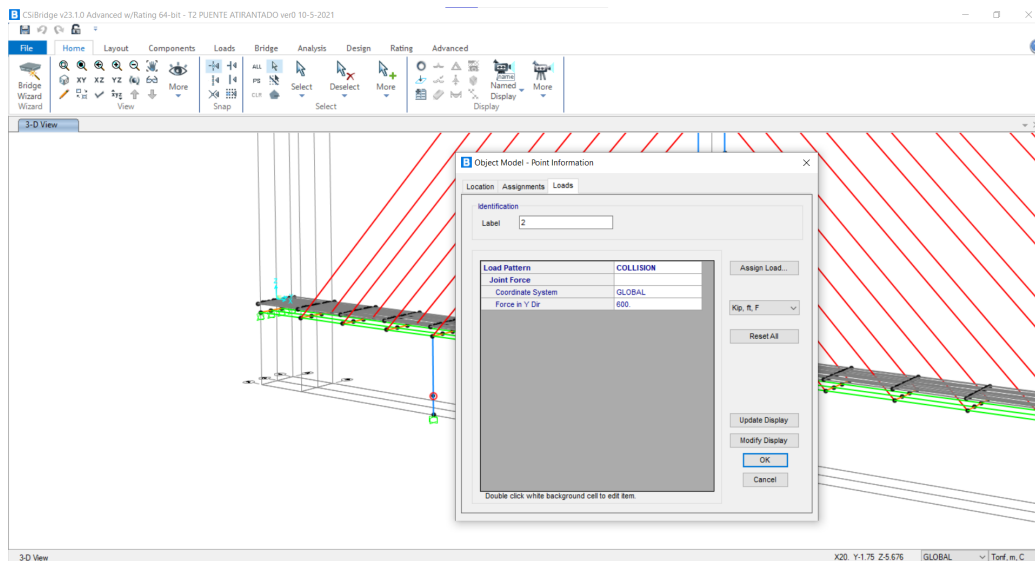 B CSiBridge v23.1.0 Advanced w/Rating 64-bit - T2 PUENTE ATIRANTADO ver0 10-5-2021
File Home Layout Components Loads Bridge Analysis Design Rating Advanced
Bridge Wizard
XY XZ YZ
More
ALL
PS
CLR
Select
Deselect
More
name
Named Display
More
Wizard View Snap Select Display
3-D View
B Object Model - Point Information
Location Assignments Loads
Identification
Label 2
Load Pattern COLLISION
Joint Force
Coordinate System GLOBAL
Force in Y Dir 600.
Assign Load...
Kip, ft, F
Reset All
Update Display
Modify Display
OK
Cancel
Double click white background cell to edit item.
3-D View X20. Y-1.75 Z-5.676 GLOBAL Tonf, m, C